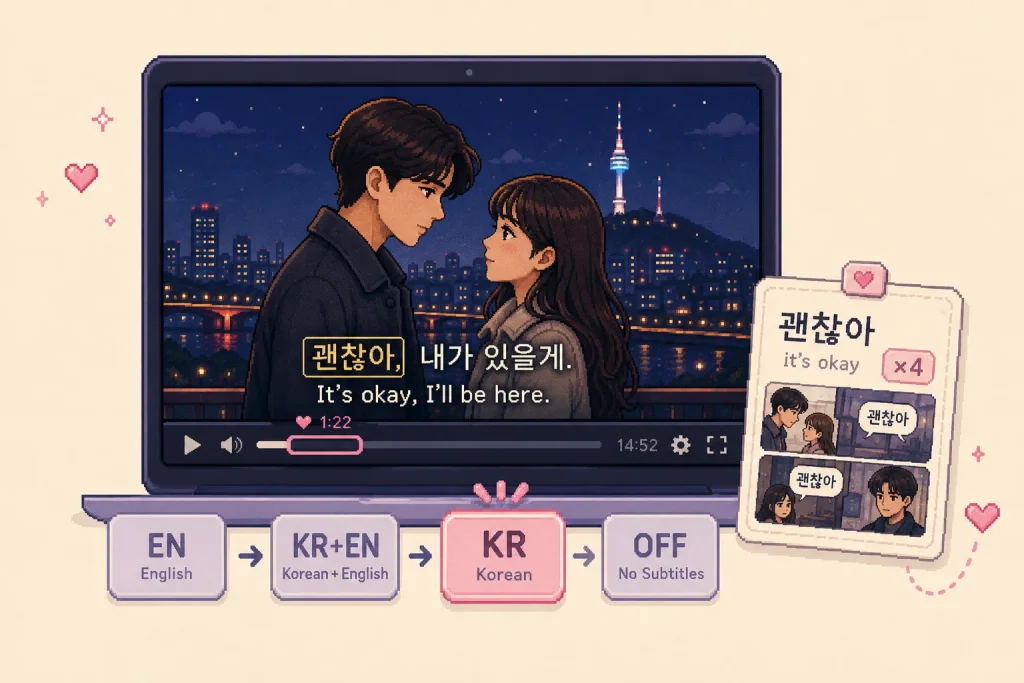 괜찮아, 내가 있을게.
It's okay, I'll be here.
1:22
14:52
괜찮아
it's okay
×4
괜찮아
괜찮아
EN
English
KR+EN
Korean + English
KR
Korean
OFF
No Subtitles